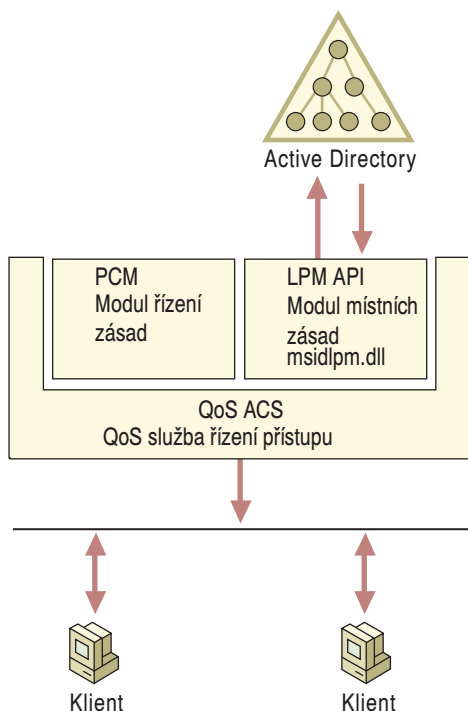 Active Directory
PCM
Modul řízení
zásad
LPM API
Modul místních
zásad
msidlpm.dll
QoS ACS
QoS služba řízení přístupu
Klient
Klient